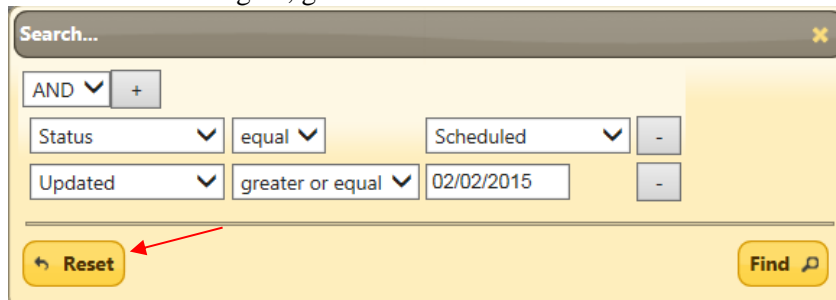 Search...
AND +
Status equal Scheduled -
Updated greater or equal 02/02/2015 -
Reset Find